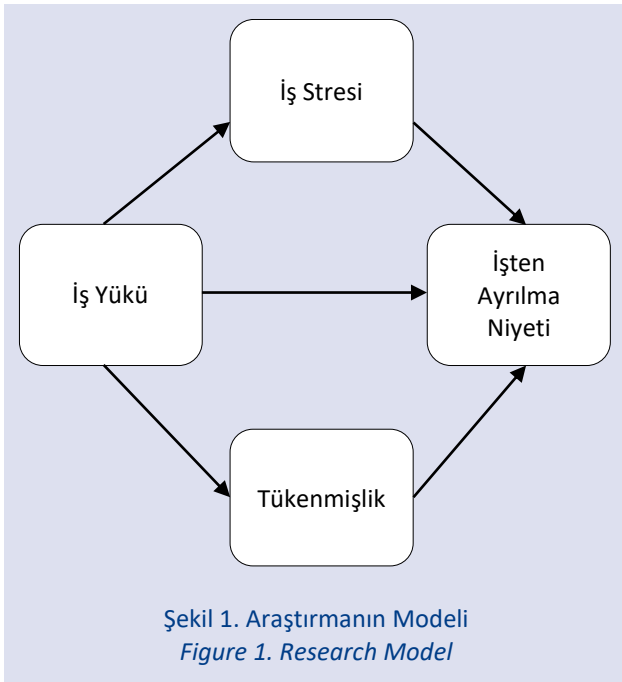 İş Stresi
İş Yükü
İşten
Ayrılma
Niyeti
Tükenmişlik
Şekil 1. Araştırmanın Modeli
Figure 1. Research Model